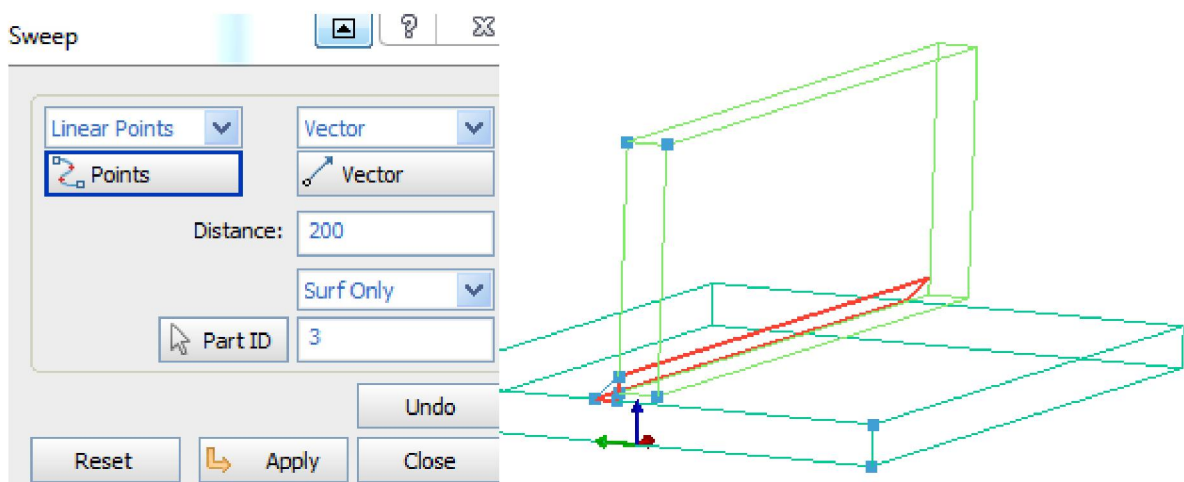 Sweep
?
Linear Points
Vector
Points
Vector
Distance:
200
Surf Only
Part ID
3
Undo
Reset
Apply
Close